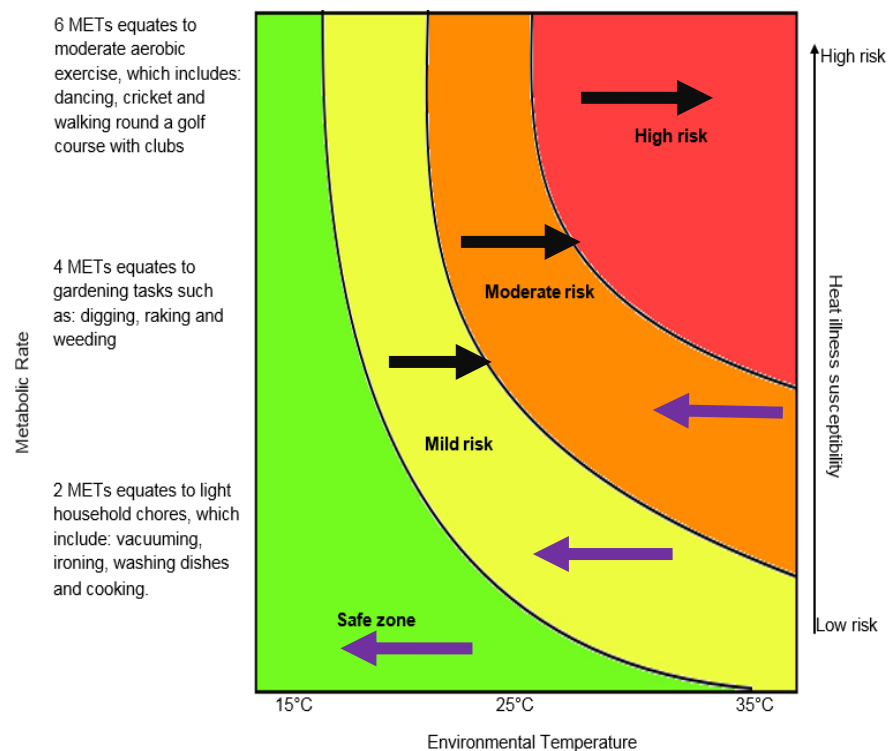 6 METs equates to
moderate aerobic
exercise, which includes:
dancing, cricket and
walking round a golf
course with clubs
4 METs equates to
gardening tasks such
as: digging, raking and
weeding
2 METs equates to light
household chores, which
include: vacuuming,
ironing, washing dishes
and cooking.
Metabolic Rate
High risk
Moderate risk
Mild risk
Safe zone
High risk
Heat illness susceptibility
Low risk
15°C
25°C
35°C
Environmental Temperature